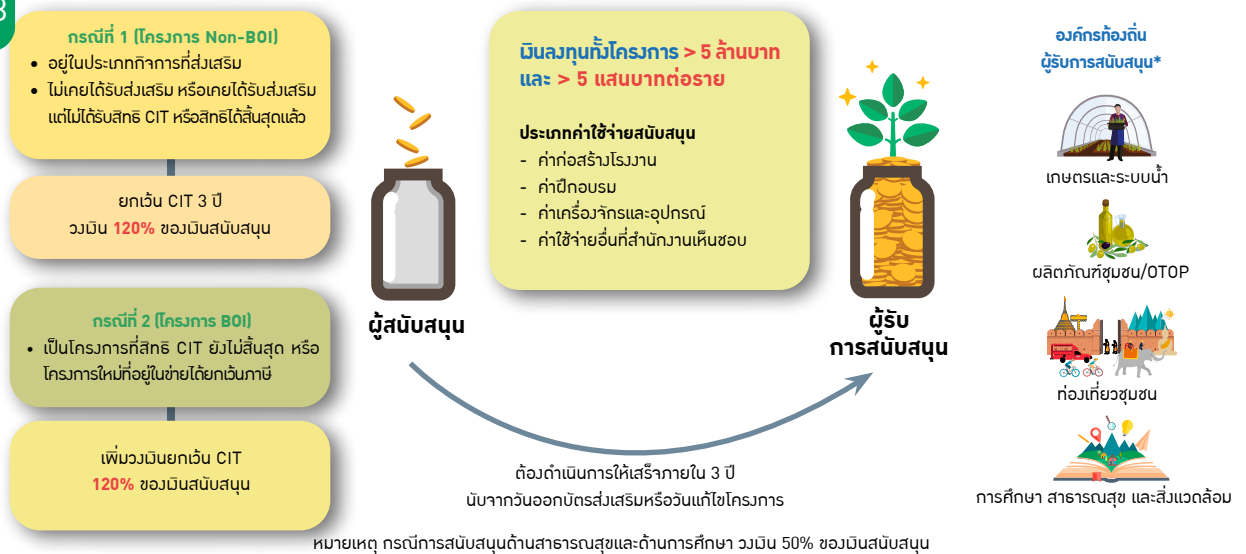 กรณีที่ 1 (โครงการ Non-BOI)
• อยู่ในประเภทกิจการที่ส่งเสริม
• ไม่เคยได้รับส่งเสริม หรือเคยได้รับส่งเสริม
แต่ไม่ได้รับสิทธิ CIT หรือสิทธิได้สิ้นสุดแล้ว
ยกเว้น CIT 3 ปี
วงเงิน 120% ของเงินสนับสนุน
กรณีที่ 2 (โครงการ BOI)
• เป็นโครงการที่สิทธิ CIT ยังไม่สิ้นสุด หรือ
โครงการใหม่ที่อยู่ในข่ายได้ยกเว้นภาษี
เพิ่มวงเงินยกเว้น CIT
120% ของเงินสนับสนุน
ผู้สนับสนุน
เงินลงทุนทั้งโครงการ > 5 ล้านบาท
และ > 5 แสนบาทต่อราย
ประเภทค่าใช้จ่ายสนับสนุน
- ค่าก่อสร้างโรงงาน
- ค่าฝึกอบรม
- ค่าเครื่องจักรและอุปกรณ์
- ค่าใช้จ่ายอื่นที่สำนักงานเห็นชอบ
ผู้รับ
การสนับสนุน
ต้องดำเนินการให้เสร็จภายใน 3 ปี
นับจากวันออกบัตรส่งเสริมหรือวันแก้ไขโครงการ
องค์กรท้องถิ่น
ผู้รับการสนับสนุน*
เกษตรและระบบน้ำ
ผลิตภัณฑ์ชุมชน/OTOP
ท่องเที่ยวชุมชน
การศึกษา สาธารณสุข และสิ่งแวดล้อม
หมายเหตุ กรณีการสนับสนุนด้านสาธารณสุขและด้านการศึกษา วงเงิน 50% ของเงินสนับสนุน